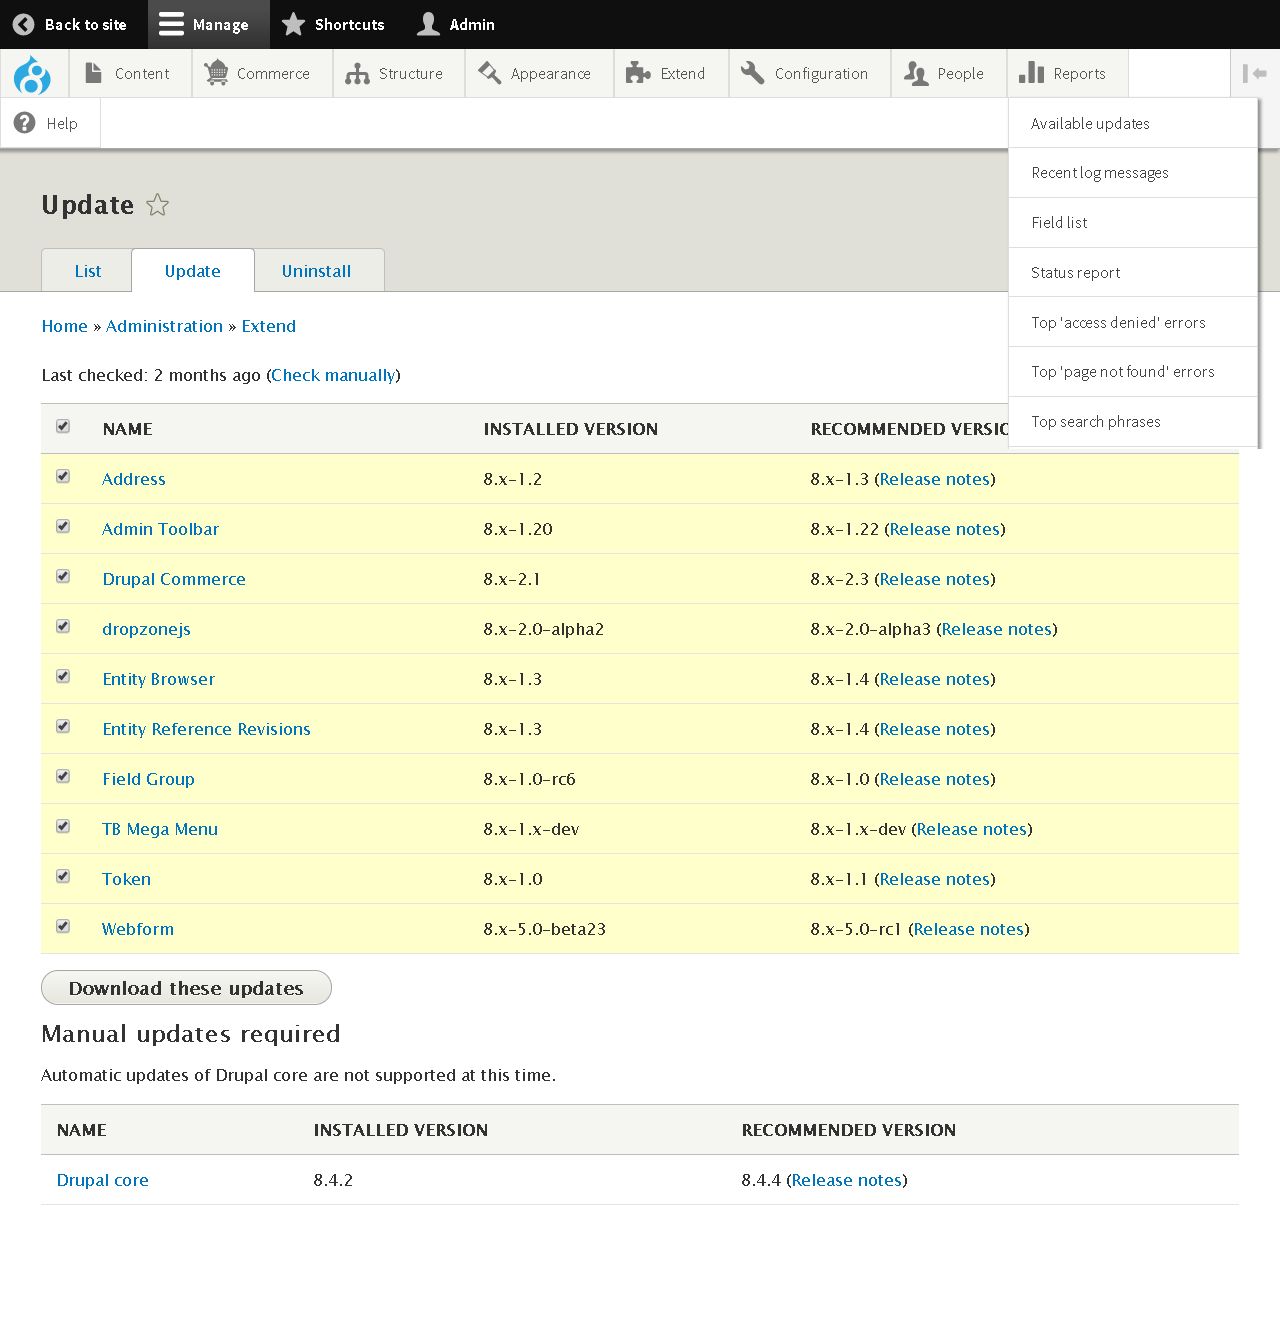 Back to site Manage Shortcuts Admin
Content Commerce Structure Appearance Extend Configuration People Reports
Help
Available updates
Recent log messages
Field list
Status report
Top 'access denied' errors
Top 'page not found' errors
Top search phrases
Update
List Update Uninstall
Home » Administration » Extend
Last checked: 2 months ago (Check manually)
NAME INSTALLED VERSION RECOMMENDED
Address 8.x-1.2 8.x-1.3 (Release notes)
Admin Toolbar 8.x-1.20 8.x-1.22 (Release notes)
Drupal Commerce 8.x-2.1 8.x-2.3 (Release notes)
dropzonejs 8.x-2.0-alpha2 8.x-2.0-alpha3 (Release notes)
Entity Browser 8.x-1.3 8.x-1.4 (Release notes)
Entity Reference Revisions 8.x-1.3 8.x-1.4 (Release notes)
Field Group 8.x-1.0-rc6 8.x-1.0 (Release notes)
TB Mega Menu 8.x-1.x-dev 8.x-1.x-dev (Release notes)
Token 8.x-1.0 8.x-1.1 (Release notes)
Webform 8.x-5.0-beta23 8.x-5.0-rc1 (Release notes)
Download these updates
Manual updates required
Automatic updates of Drupal core are not supported at this time.
NAME INSTALLED VERSION RECOMMENDED VERSION
Drupal core 8.4.2 8.4.4 (Release notes)